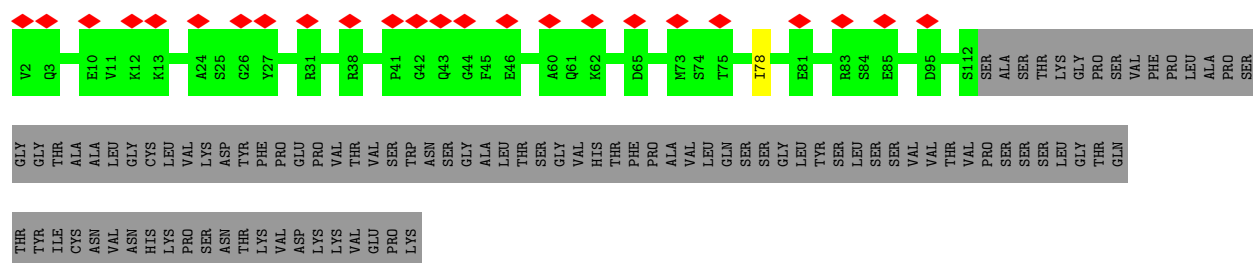 V2 Q3 E10 V11 K12 K13 A24 S25 G26 Y27 R31 R38 P41 G42 Q43 G44 F45 E46 A60 Q61 K62 D65 M73 S74 T75 I78 E81 R83 S84 E85 D95 S112 SER ALA SER THR LYS GLY PRO SER VAL PHE PRO LEU ALA PRO SER
GLY GLY THR ALA ALA LEU GLY CYS LEU VAL LYS ASP TYR PHE PRO GLU PRO VAL THR VAL SER TRP ASN SER GLY ALA LEU THR SER GLY VAL HIS THR PHE PRO ALA VAL LEU GLN SER SER GLY LEU TYR SER LEU SER SER VAL VAL THR VAL PRO SER SER SER LEU GLY THR GLN
THR TYR ILE CYS ASN VAL ASN HIS LYS PRO SER ASN THR LYS VAL ASP LYS LYS VAL GLU PRO LYS